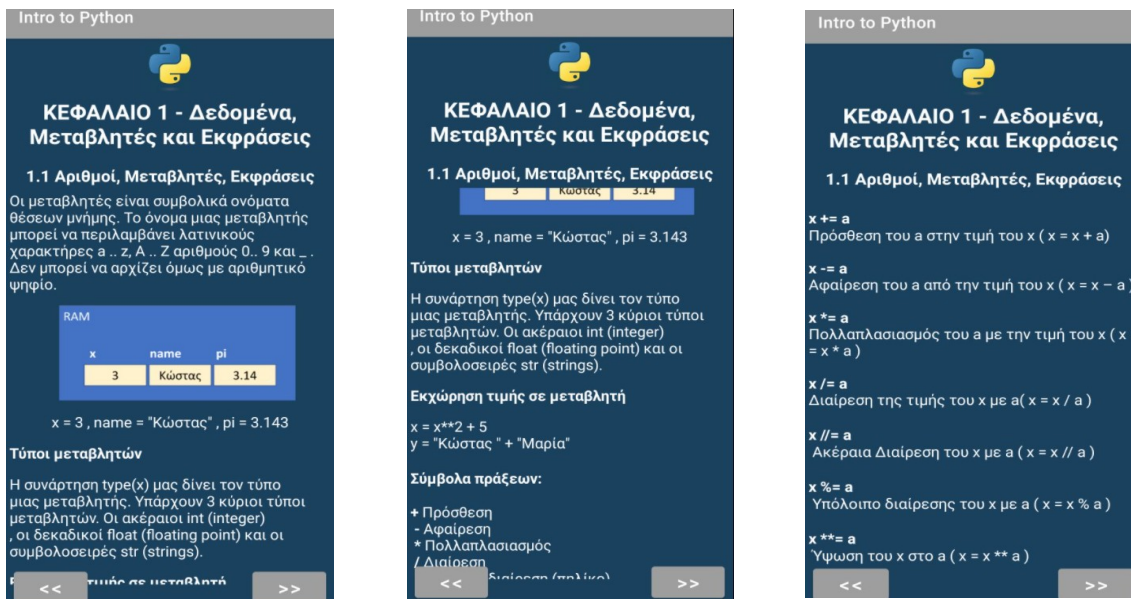 Intro to Python
ΚΕΦΑΛΑΙΟ 1 - Δεδομένα,
Μεταβλητές και Εκφράσεις
1.1 Αριθμοί, Μεταβλητές, Εκφράσεις
Οι μεταβλητές είναι συμβολικά ονόματα
θέσεων μνήμης. Το όνομα μιας μεταβλητής
μπορεί να περιλαμβάνει λατινικούς
χαρακτήρες a .. z, A .. Z αριθμούς 0.. 9 και _ .
Δεν μπορεί να αρχίζει όμως με αριθμητικό
ψηφίο.
RAM
x name pi
3 Κώστας 3.14
x = 3 , name = "Κώστας" , pi = 3.143
Τύποι μεταβλητών
Η συνάρτηση type(x) μας δίνει τον τύπο
μιας μεταβλητής. Υπάρχουν 3 κύριοι τύποι
μεταβλητών. Οι ακέραιοι int (integer)
, οι δεκαδικοί float (floating point) και οι
συμβολοσειρές str (strings).
σε μεταβλητή
<< >>
Intro to Python
ΚΕΦΑΛΑΙΟ 1 - Δεδομένα,
Μεταβλητές και Εκφράσεις
1.1 Αριθμοί, Μεταβλητές, Εκφράσεις
3 Κώστας 3.14
x = 3 , name = "Κώστας" , pi = 3.143
Τύποι μεταβλητών
Η συνάρτηση type(x) μας δίνει τον τύπο
μιας μεταβλητής. Υπάρχουν 3 κύριοι τύποι
μεταβλητών. Οι ακέραιοι int (integer)
, οι δεκαδικοί float (floating point) και οι
συμβολοσειρές str (strings).
Εκχώρηση τιμής σε μεταβλητή
x = x**2 + 5
y = "Κώστας " + "Μαρία"
Σύμβολα πράξεων:
+ Πρόσθεση
- Αφαίρεση
* Πολλαπλασιασμός
/ Διαίρεση
διαίρεση (πηλίκο)
<< >>
Intro to Python
ΚΕΦΑΛΑΙΟ 1 - Δεδομένα,
Μεταβλητές και Εκφράσεις
1.1 Αριθμοί, Μεταβλητές, Εκφράσεις
x += a
Πρόσθεση του a στην τιμή του x ( x = x + a)
x -= a
Αφαίρεση του a από την τιμή του x ( x = x – a )
x *= a
Πολλαπλασιασμός του a με την τιμή του x ( x
= x * a )
x /= a
Διαίρεση της τιμής του x με a( x = x / a )
x //= a
Ακέραια Διαίρεση του x με a ( x = x // a )
x %= a
Υπόλοιπο διαίρεσης του x με a ( x = x % a )
x **= a
Ύψωση του x στο a ( x = x ** a )
<< >>